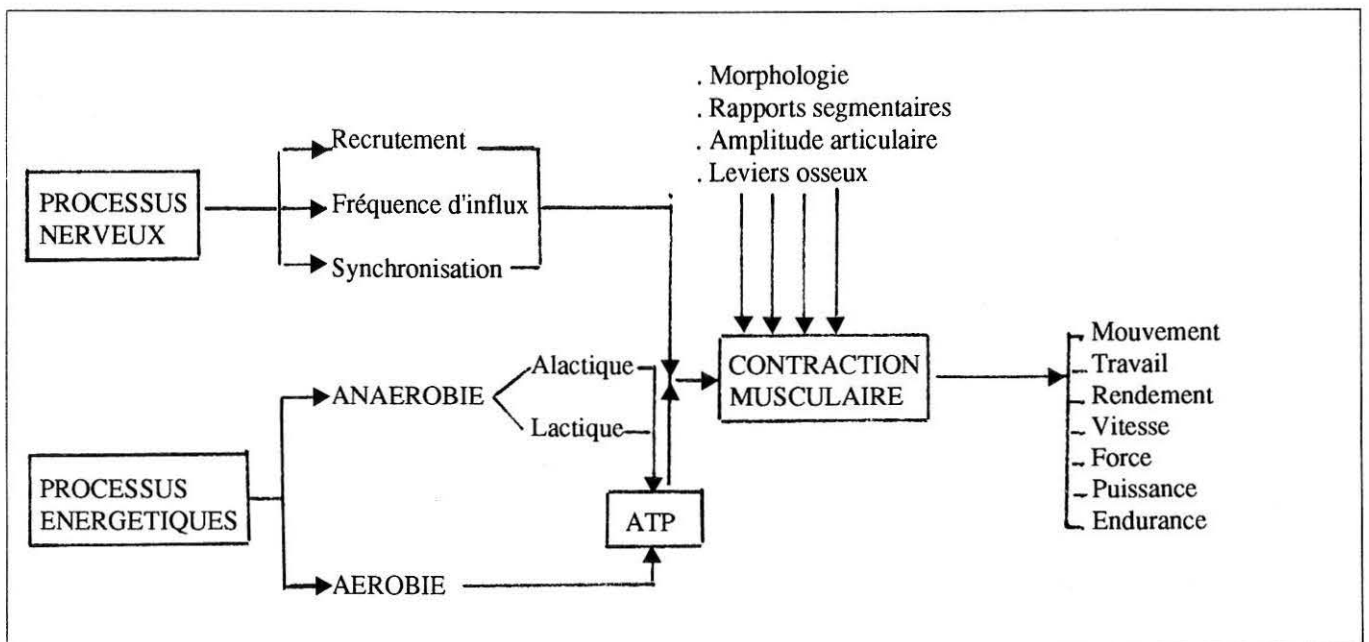 . Morphologie
. Rapports segmentaires
. Amplitude articulaire
. Leviers osseux
PROCESSUS
NERVEUX
Recrutement
Fréquence d'influx
Synchronisation
PROCESSUS
ENERGETIQUES
ANAEROBIE
Alactique
Lactique
AEROBIE
ATP
CONTRACTION
MUSCULAIRE
Mouvement
Travail
Rendement
Vitesse
Force
Puissance
Endurance